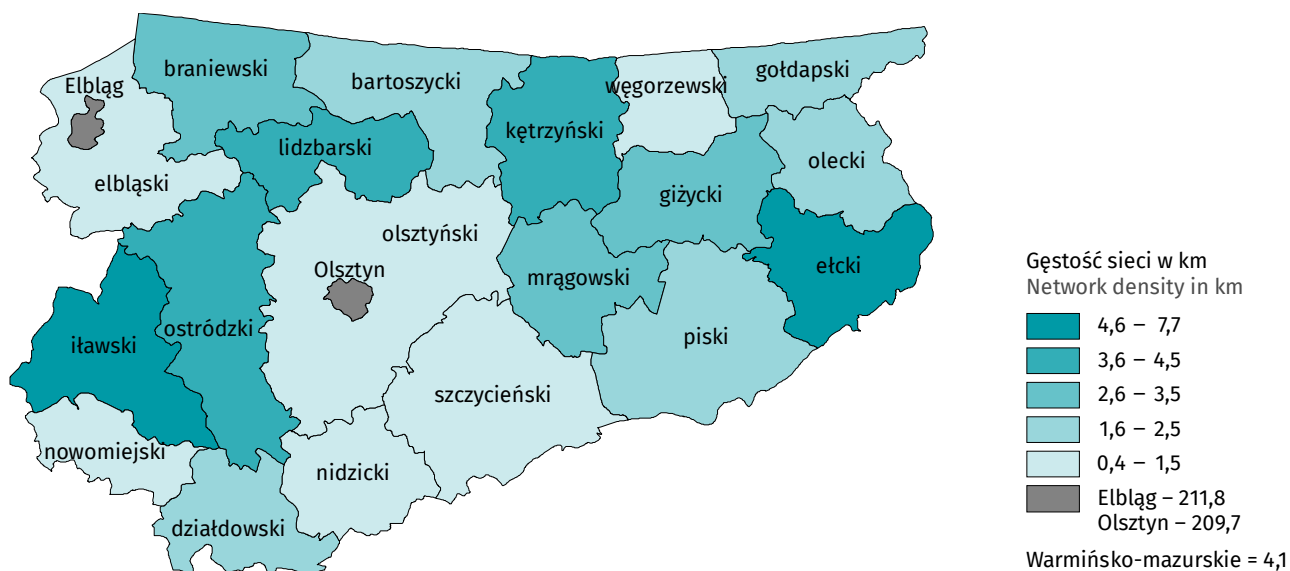 braniewski
bartoszycki
gołdapski
Elbląg
węgorzewski
kętrzyński
lidzbarski
olecki
elbląski
giżycki
olsztyński
Olsztyn
mrągowski
ełcki
ostródzki
iławski
piski
szczycieński
nowomiejski
nidzicki
działdowski
Gęstość sieci w km
Network density in km
4,6 – 7,7
3,6 – 4,5
2,6 – 3,5
1,6 – 2,5
0,4 – 1,5
Elbląg – 211,8
Olsztyn – 209,7
Warmińsko-mazurskie = 4,1